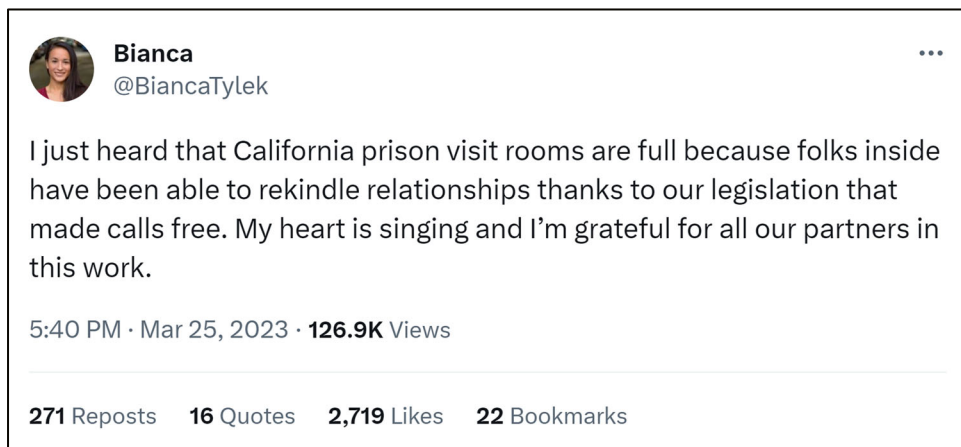 Bianca
@BiancaTylek
I just heard that California prison visit rooms are full because folks inside
have been able to rekindle relationships thanks to our legislation that
made calls free. My heart is singing and I’m grateful for all our partners in
this work.
5:40 PM · Mar 25, 2023 · 126.9K Views
271 Reposts 16 Quotes 2,719 Likes 22 Bookmarks